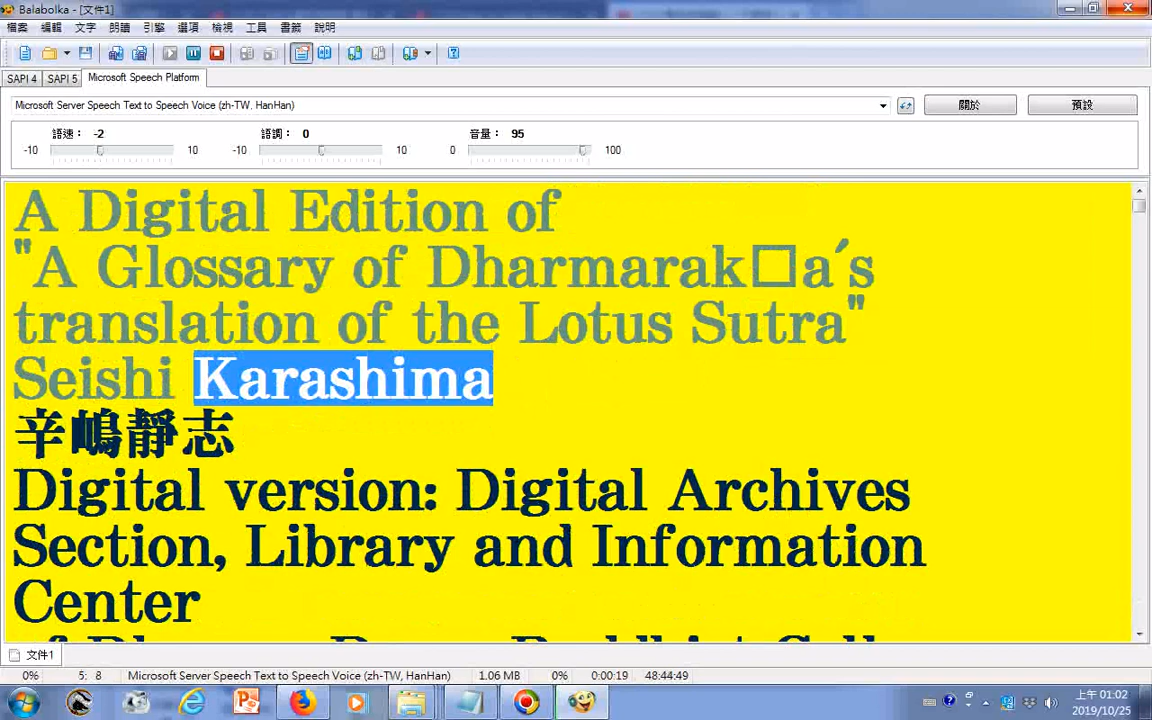 Balabolka - [文件1]
檔案 編輯 文字 朗讀 引擎 選項 檢視 工具 書籤 說明
SAPI 4 SAPI 5 Microsoft Speech Platform
Microsoft Server Speech Text to Speech Voice (zh-TW, HanHan) 關於 預設
語速： -2 語調： 0 音量： 95
-10 10 -10 10 0 100
A Digital Edition of
"A Glossary of Dharmarak□a´s
translation of the Lotus Sutra"
Seishi Karashima
辛嶋靜志
Digital version: Digital Archives
Section, Library and Information
Center
文件1
0% 5: 8 Microsoft Server Speech Text to Speech Voice (zh-TW, HanHan) 1.06 MB 0% 0:00:19 48:44:49
上午 01:02
2019/10/25